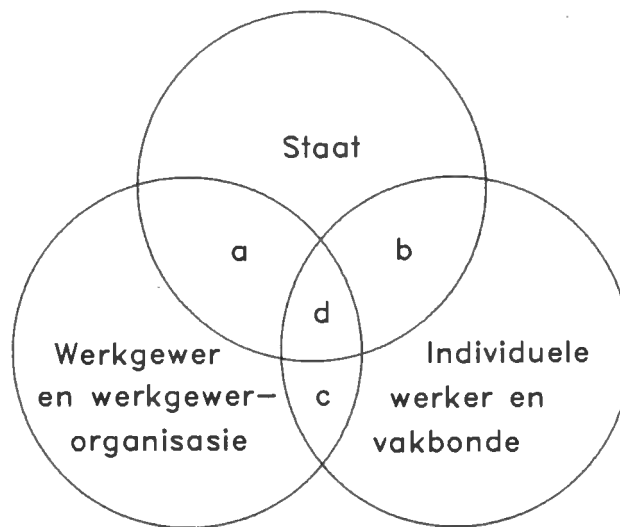 Staat
a
b
d
Werkgewer
en werkgewer-
organisasie
c
Individuele
werker en
vakbonde